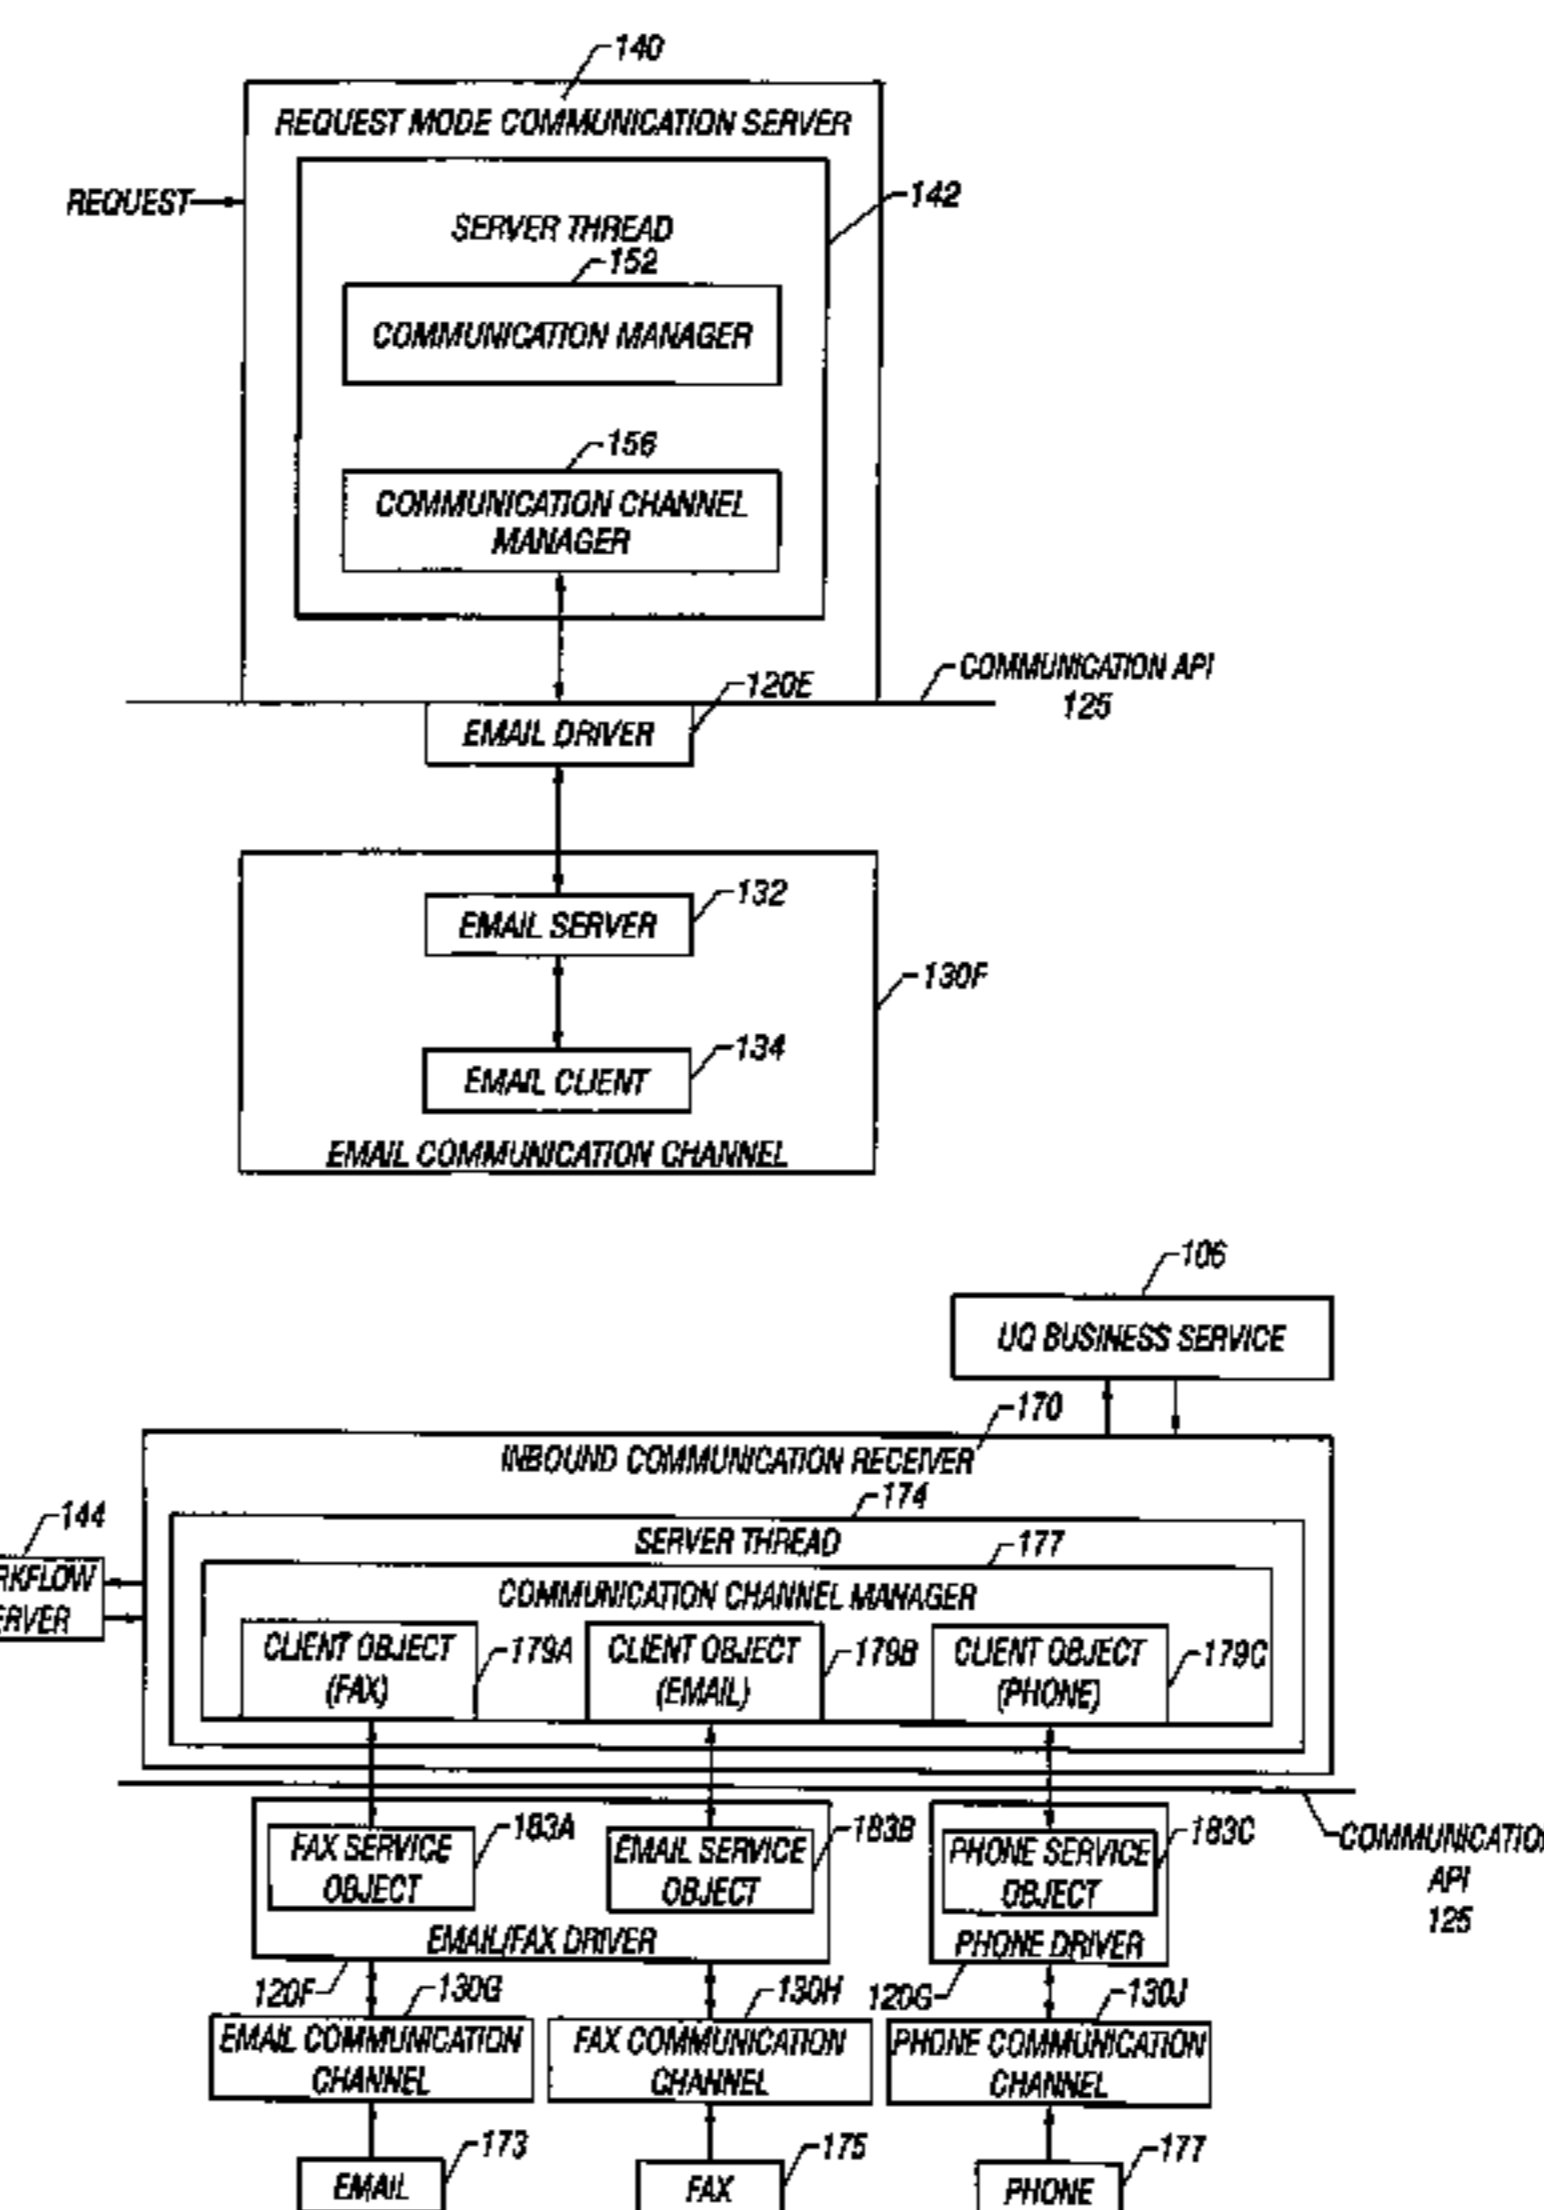 140
REQUEST MODE COMMUNICATION SERVER
REQUEST
142
SERVER THREAD
152
COMMUNICATION MANAGER
156
COMMUNICATION CHANNEL
MANAGER
COMMUNICATION API
125
120E
EMAIL DRIVER
132
EMAIL SERVER
130F
134
EMAIL CLIENT
EMAIL COMMUNICATION CHANNEL
106
UQ BUSINESS SERVICE
170
INBOUND COMMUNICATION RECEIVER
174
144
SERVER THREAD
177
RKFLOW
ERVER
COMMUNICATION CHANNEL MANAGER
CLIENT OBJECT
(FAX)
179A
CLIENT OBJECT
(EMAIL)
179B
CLIENT OBJECT
(PHONE)
179C
FAX SERVICE
OBJECT
183A
EMAIL SERVICE
OBJECT
183B
PHONE SERVICE
OBJECT
183C
COMMUNICATION
API
125
EMAIL/FAX DRIVER
PHONE DRIVER
120F
130G
130H
120G
130J
EMAIL COMMUNICATION
CHANNEL
FAX COMMUNICATION
CHANNEL
PHONE COMMUNICATION
CHANNEL
173
175
177
EMAIL
FAX
PHONE